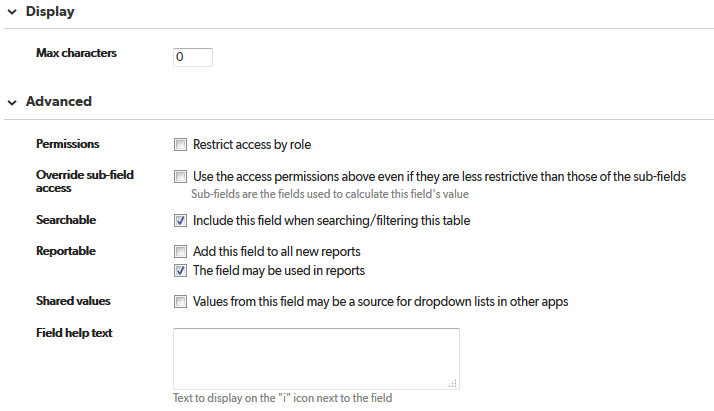 Display
Max characters
0
Advanced
Permissions
Restrict access by role
Override sub-field
access
Use the access permissions above even if they are less restrictive than those of the sub-fields
Sub-fields are the fields used to calculate this field's value
Searchable
Include this field when searching/filtering this table
Reportable
Add this field to all new reports
The field may be used in reports
Shared values
Values from this field may be a source for dropdown lists in other apps
Field help text
Text to display on the "i" icon next to the field